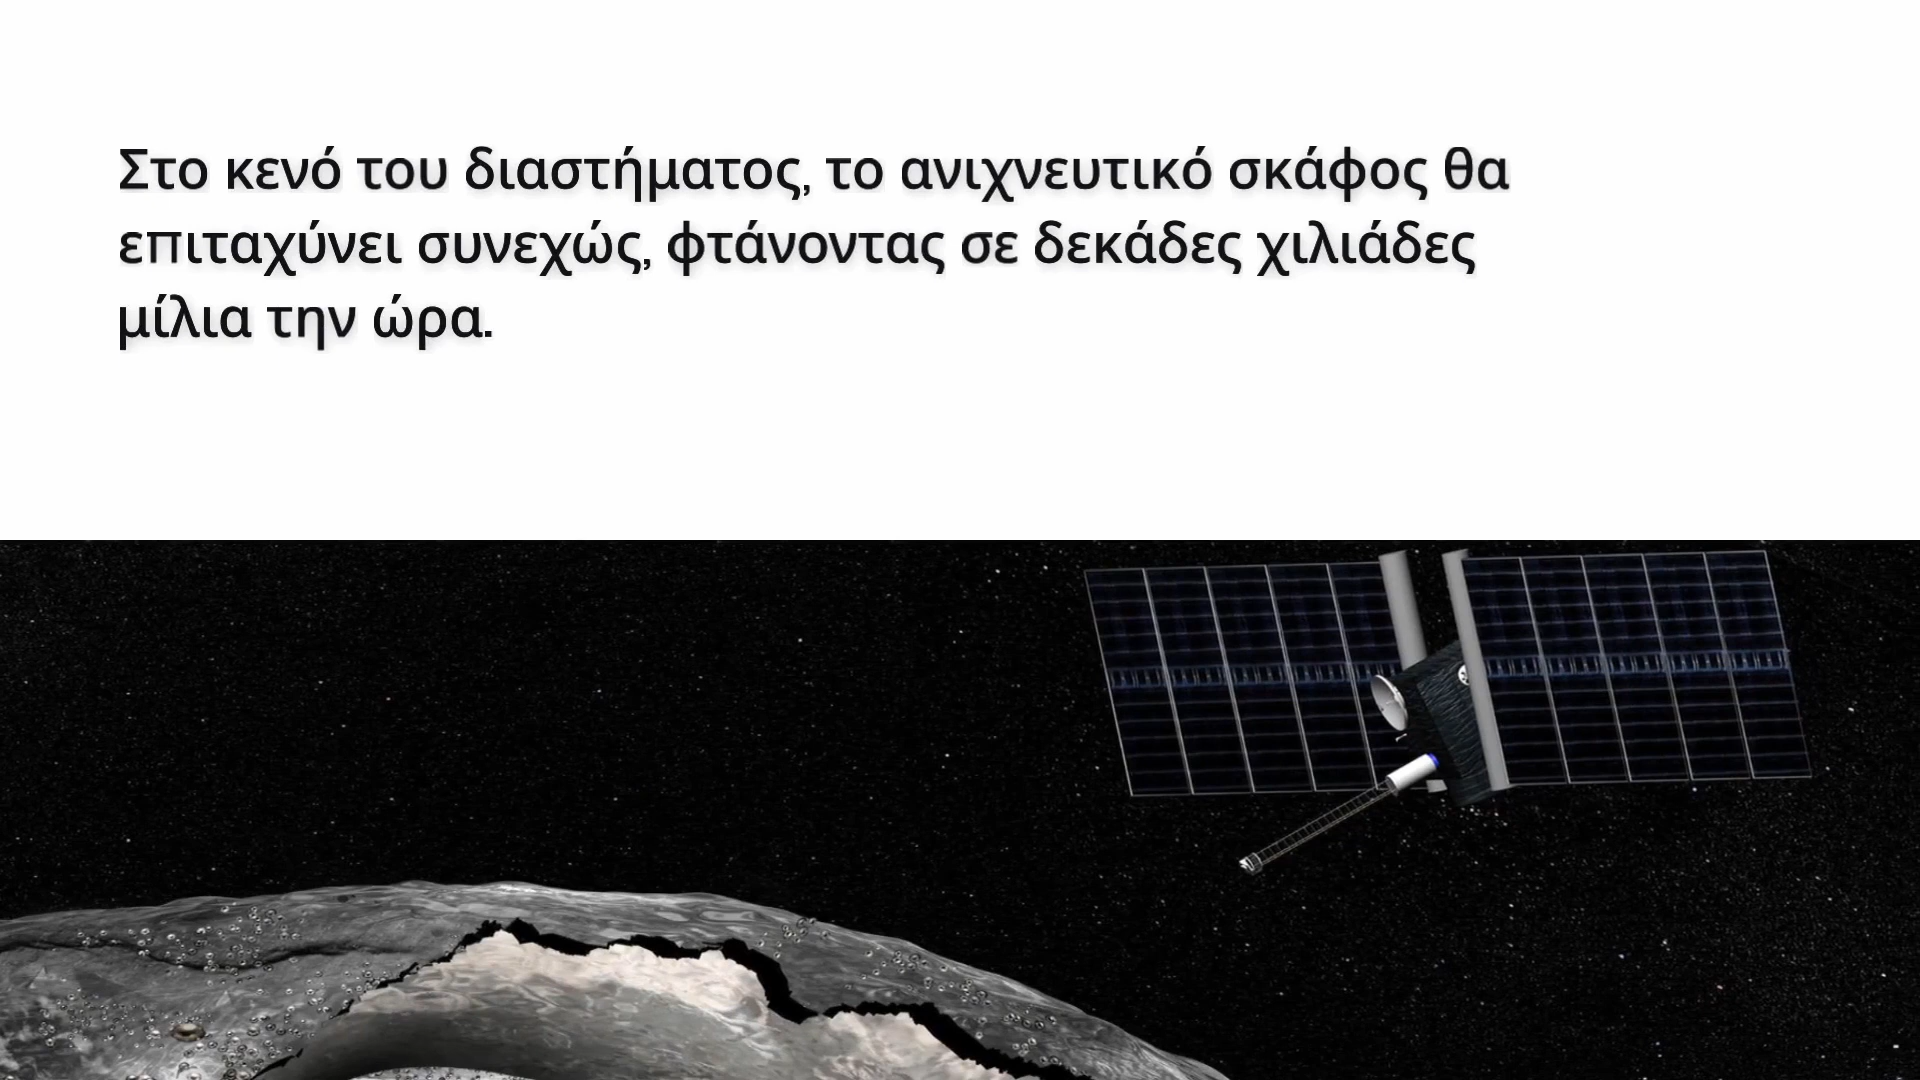 Στο κενό του διαστήματος, το ανιχνευτικό σκάφος θα
επιταχύνει συνεχώς, φτάνοντας σε δεκάδες χιλιάδες
μίλια την ώρα.